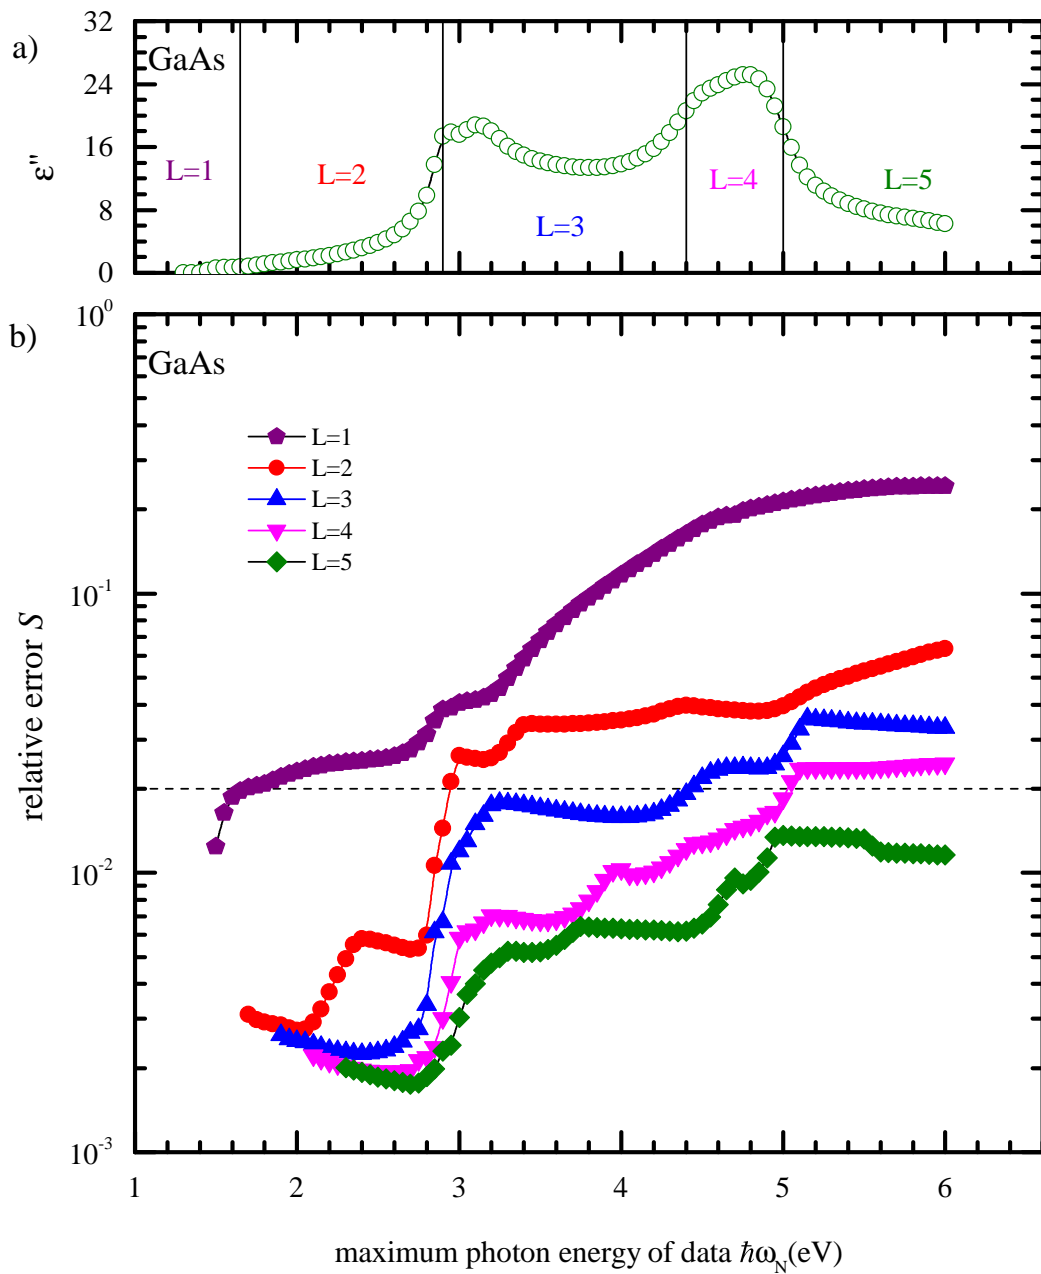 a)
GaAs
32
24
16
8
0
ε''
L=1
L=2
L=3
L=4
L=5
b)
GaAs
10⁰
10⁻¹
10⁻²
10⁻³
relative error S
L=1
L=2
L=3
L=4
L=5
1 2 3 4 5 6
maximum photon energy of data ℏω_N(eV)